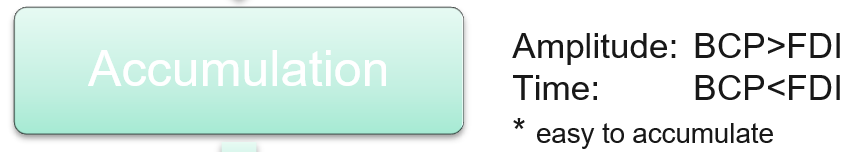 Accumulation
Amplitude: BCP>FDI
Time: BCP<FDI
* easy to accumulate